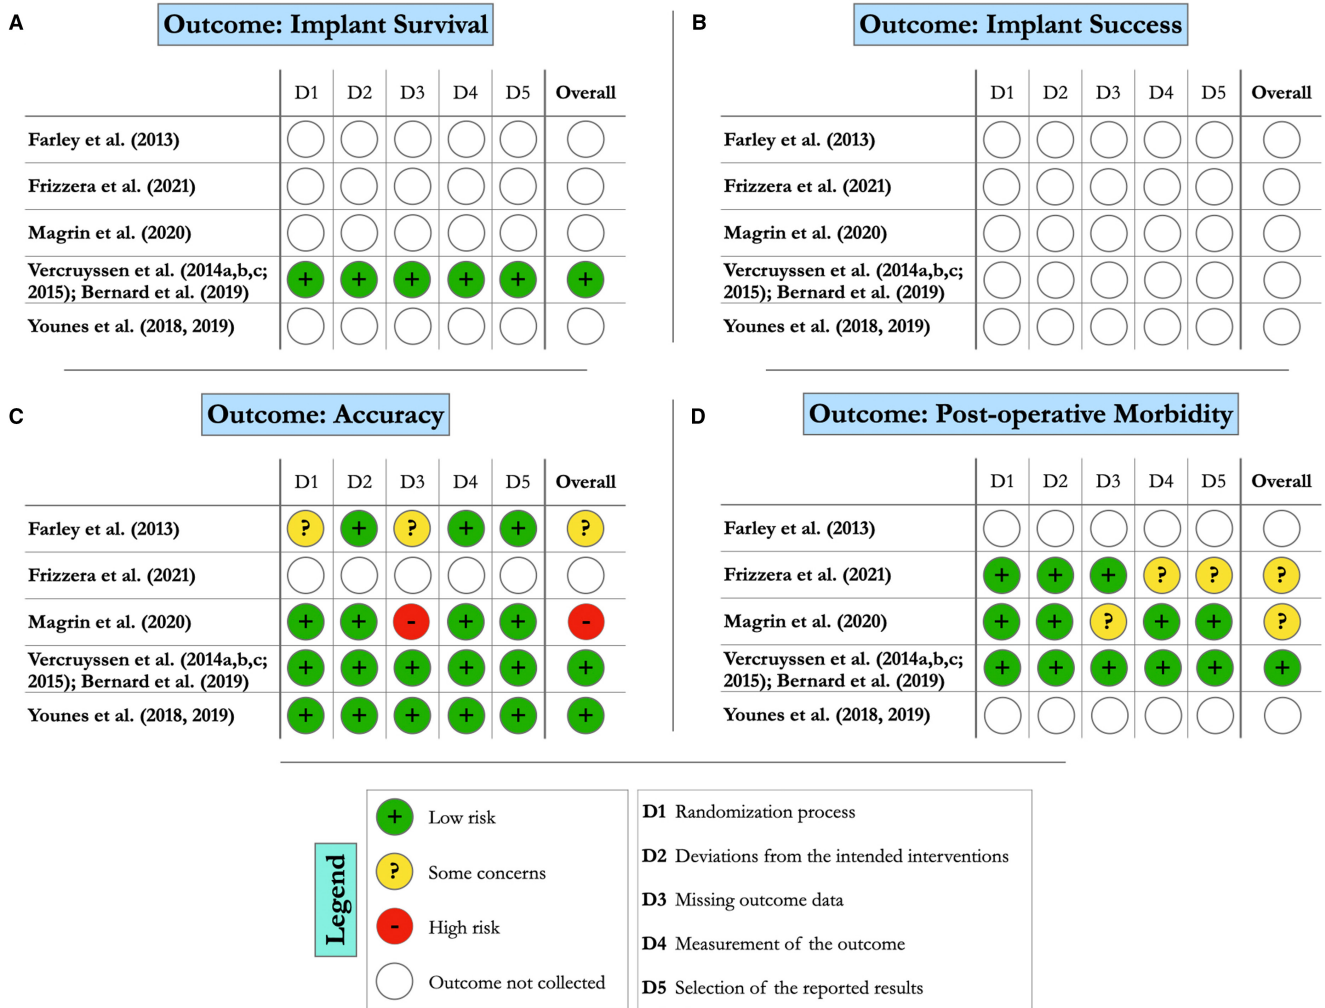 A
Outcome: Implant Survival
D1 D2 D3 D4 D5 Overall
Farley et al. (2013)
Frizzera et al. (2021)
Magrin et al. (2020)
Vercruyssen et al. (2014a,b,c;
2015); Bernard et al. (2019)
+ + + + + +
Younes et al. (2018, 2019)
B
Outcome: Implant Success
D1 D2 D3 D4 D5 Overall
Farley et al. (2013)
Frizzera et al. (2021)
Magrin et al. (2020)
Vercruyssen et al. (2014a,b,c;
2015); Bernard et al. (2019)
Younes et al. (2018, 2019)
C
Outcome: Accuracy
D1 D2 D3 D4 D5 Overall
Farley et al. (2013) ? + ? + + ?
Frizzera et al. (2021)
Magrin et al. (2020) + + - + + -
Vercruyssen et al. (2014a,b,c;
2015); Bernard et al. (2019)
+ + + + + +
Younes et al. (2018, 2019) + + + + + +
D
Outcome: Post-operative Morbidity
D1 D2 D3 D4 D5 Overall
Farley et al. (2013)
Frizzera et al. (2021) + + + ? ? ?
Magrin et al. (2020) + + ? + + ?
Vercruyssen et al. (2014a,b,c;
2015); Bernard et al. (2019)
+ + + + + +
Younes et al. (2018, 2019)
Legend
+ Low risk
? Some concerns
- High risk
Outcome not collected
D1 Randomization process
D2 Deviations from the intended interventions
D3 Missing outcome data
D4 Measurement of the outcome
D5 Selection of the reported results